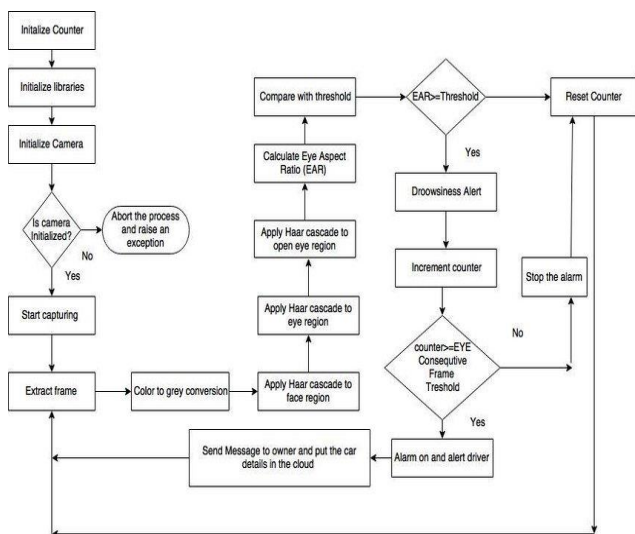 Initalize Counter
Initialize libraries
Initialize Camera
Is camera
Initialized?
No
Abort the process
and raise an
exception
Yes
Start capturing
Extract frame
Color to grey conversion
Apply Haar cascade to
face region
Apply Haar cascade to
eye region
Apply Haar cascade to
open eye region
Calculate Eye Aspect
Ratio (EAR)
Compare with threshold
EAR>=Threshold
Reset Counter
Yes
Droowsiness Alert
Increment counter
Stop the alarm
No
counter>=EYE
Consequtive
Frame
Treshold
Yes
Alarm on and alert driver
Send Message to owner and put the car
details in the cloud